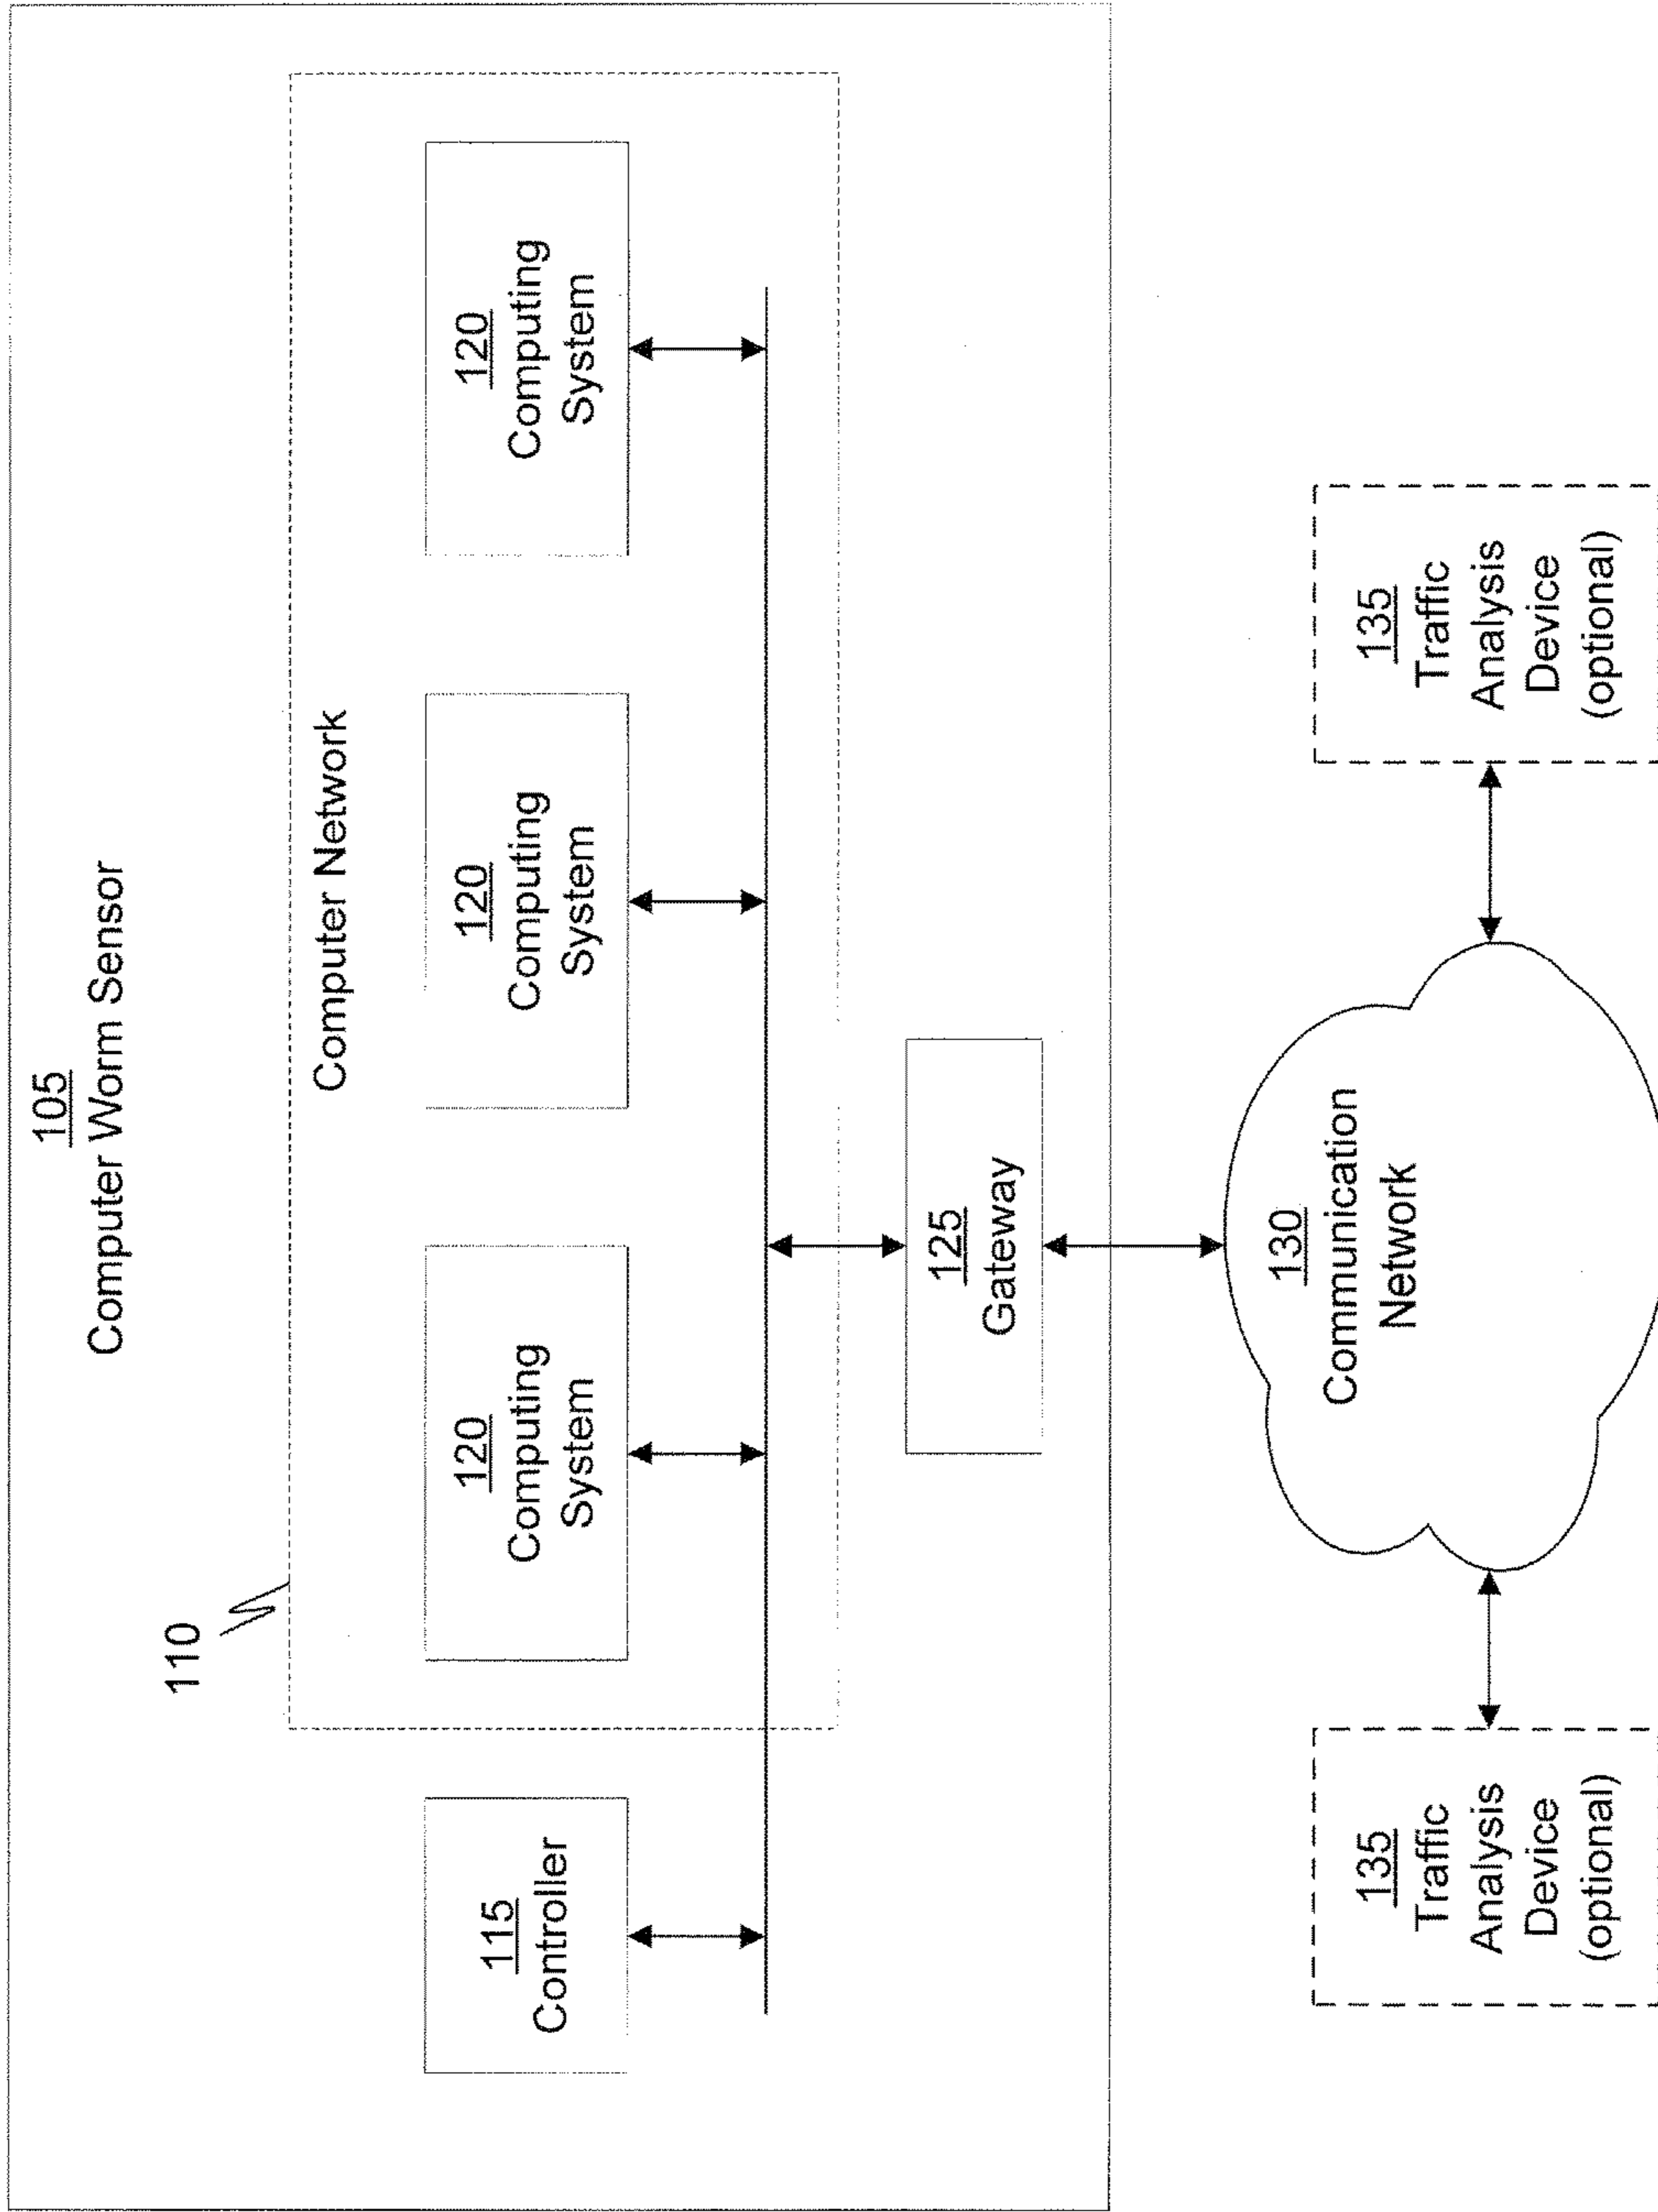 105
Computer Worm Sensor
110
Computer Network
115
Controller
120
Computing
System
120
Computing
System
120
Computing
System
125
Gateway
130
Communication
Network
135
Traffic
Analysis
Device
(optional)
135
Traffic
Analysis
Device
(optional)